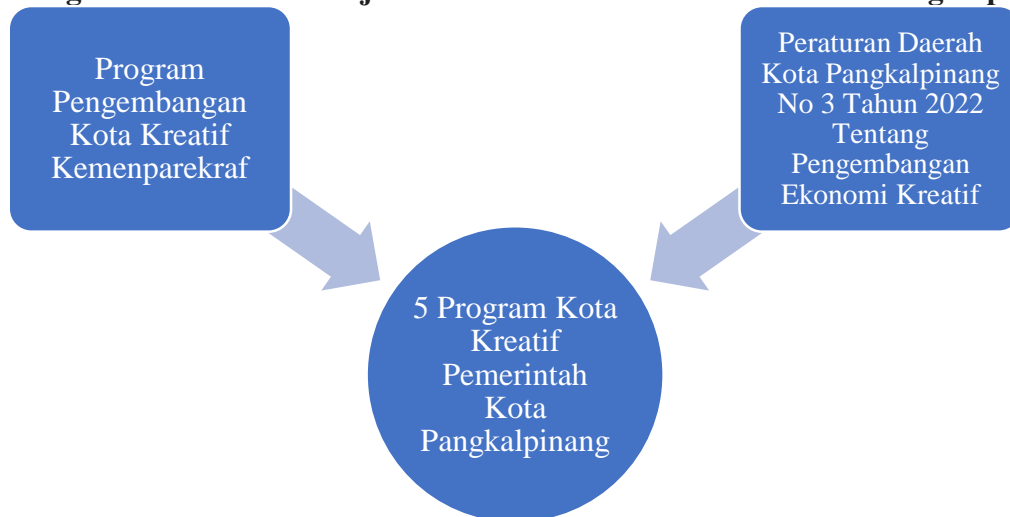 Program
Pengembangan
Kota Kreatif
Kemenparekraf
Peraturan Daerah
Kota Pangkalpinang
No 3 Tahun 2022
Tentang
Pengembangan
Ekonomi Kreatif
5 Program Kota
Kreatif
Pemerintah
Kota
Pangkalpinang